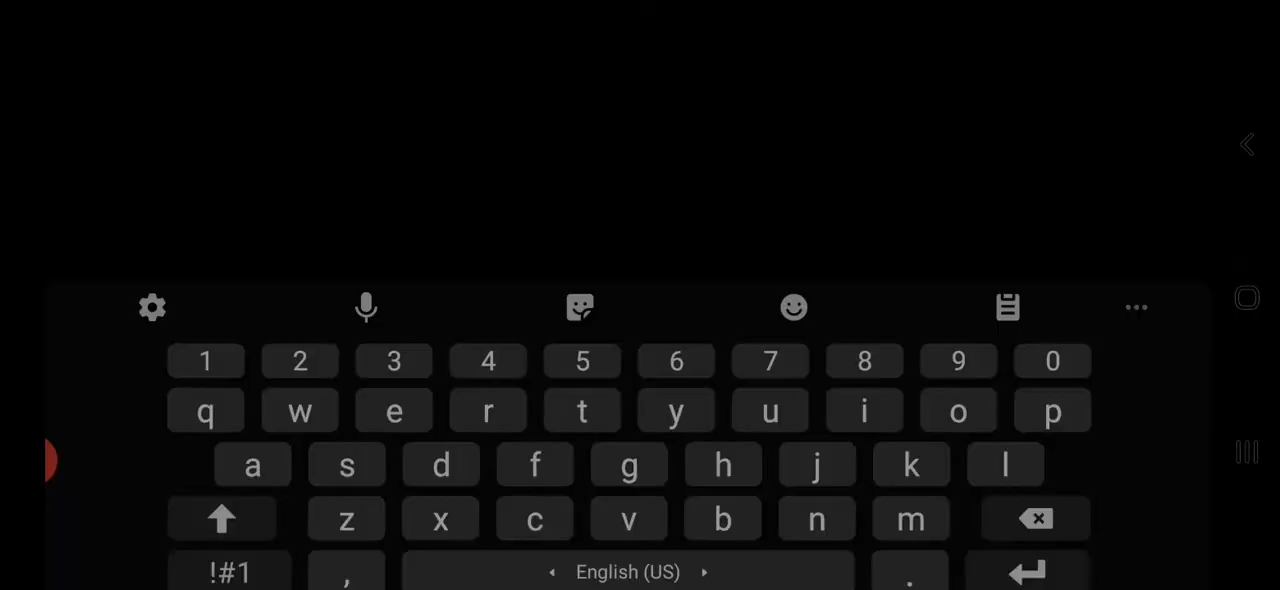 1 2 3 4 5 6 7 8 9 0
q w e r t y u i o p
a s d f g h j k l
z x c v b n m
!#1 , English (US) .